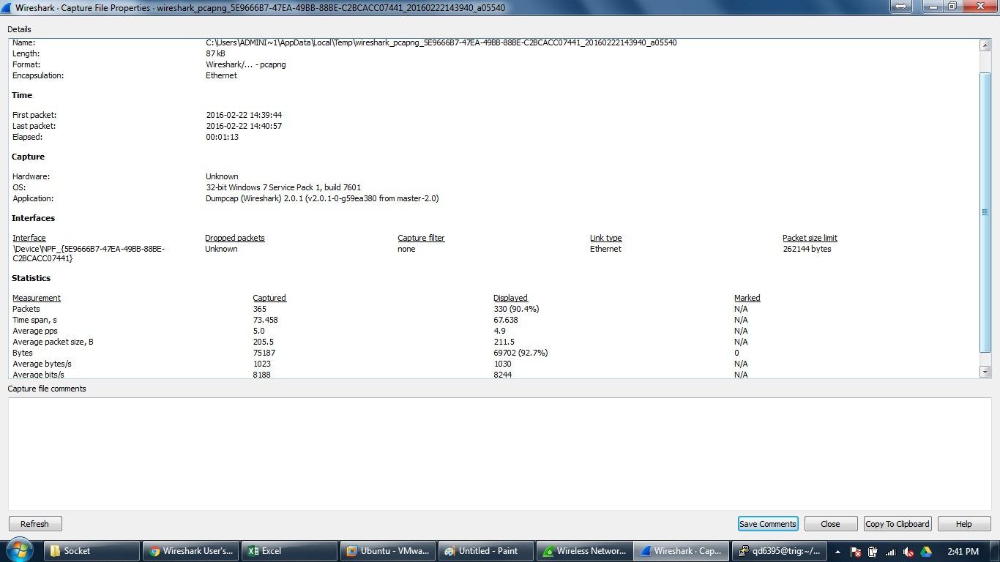 Wireshark · Capture File Properties · wireshark_pcapng_5E9666B7-47EA-49BB-88BE-C2BCACC07441_20160222143940_a05540
Details
Name: C:\Users\ADMINI~1\AppData\Local\Temp\wireshark_pcapng_5E9666B7-47EA-49BB-88BE-C2BCACC07441_20160222143940_a05540
Length: 87 kB
Format: Wireshark/... - pcapng
Encapsulation: Ethernet
Time
First packet: 2016-02-22 14:39:44
Last packet: 2016-02-22 14:40:57
Elapsed: 00:01:13
Capture
Hardware: Unknown
OS: 32-bit Windows 7 Service Pack 1, build 7601
Application: Dumpcap (Wireshark) 2.0.1 (v2.0.1-0-g59ea380 from master-2.0)
Interfaces
Interface Dropped packets Capture filter Link type Packet size limit
\Device\NPF_{5E9666B7-47EA-49BB-88BE- Unknown none Ethernet 262144 bytes
C2BCACC07441}
Statistics
Measurement Captured Displayed Marked
Packets 365 330 (90.4%) N/A
Time span, s 73.458 67.638 N/A
Average pps 5.0 4.9 N/A
Average packet size, B 205.5 211.5 N/A
Bytes 75187 69702 (92.7%) 0
Average bytes/s 1023 1030 N/A
Average bits/s 8188 8244 N/A
Capture file comments
Refresh Save Comments Close Copy To Clipboard Help
Socket Wireshark User's... Excel Ubuntu - VMwa... Untitled - Paint Wireless Networ... Wireshark · Cap... qd6395@trig:~/... 2:41 PM